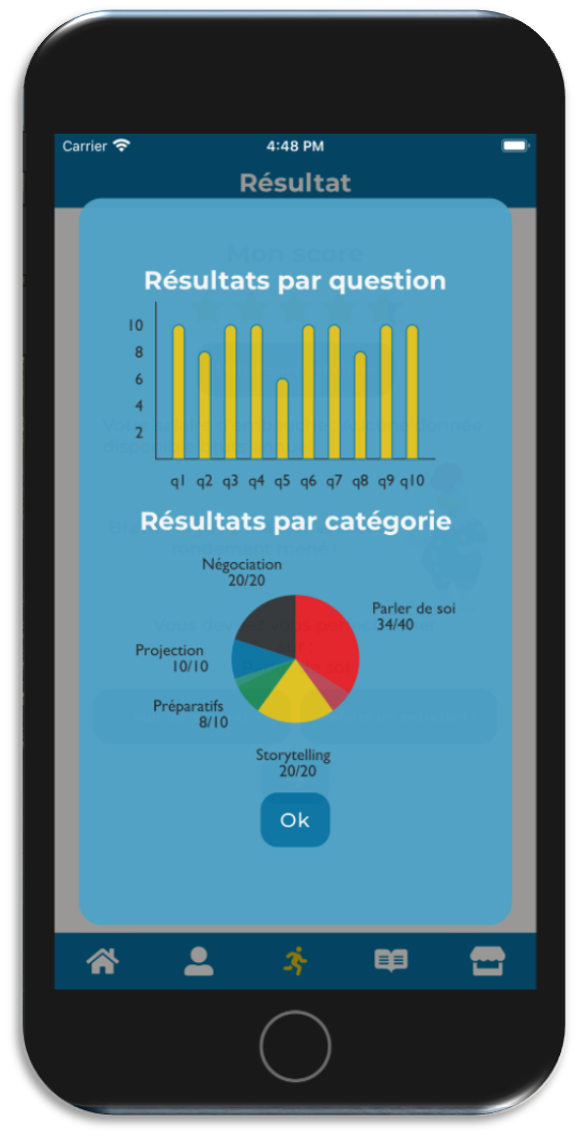 Carrier 4:48 PM
Résultat
Mon score
Résultats par question
10
8
6
4
2
q1 q2 q3 q4 q5 q6 q7 q8 q9 q10
Résultats par catégorie
Négociation
20/20
Parler de soi
34/40
Projection
10/10
Préparatifs
8/10
Storytelling
20/20
Ok